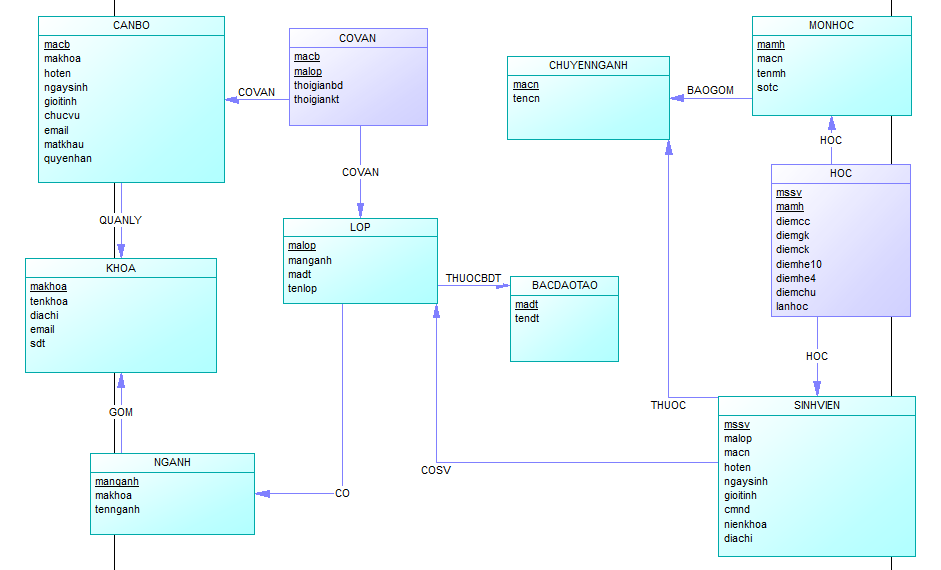 CANBO
macb
makhoa
hoten
ngaysinh
gioitinh
chucvu
email
matkhau
quyenhan
COVAN
COVAN
macb
malop
thoigianbd
thoigiankt
COVAN
CHUYENNGANH
macn
tencn
BAOGOM
MONHOC
mamh
macn
tenmh
sotc
HOC
HOC
mssv
mamh
diemcc
diemgk
diemck
diemhe10
diemhe4
diemchu
lanhoc
HOC
QUANLY
KHOA
makhoa
tenkhoa
diachi
email
sdt
GOM
LOP
malop
manganh
madt
tenlop
THUOCBDT
BACDAOTAO
madt
tendt
THUOC
SINHVIEN
mssv
malop
macn
hoten
ngaysinh
gioitinh
cmnd
nienkhoa
diachi
COSV
NGANH
manganh
makhoa
tennganh
CO